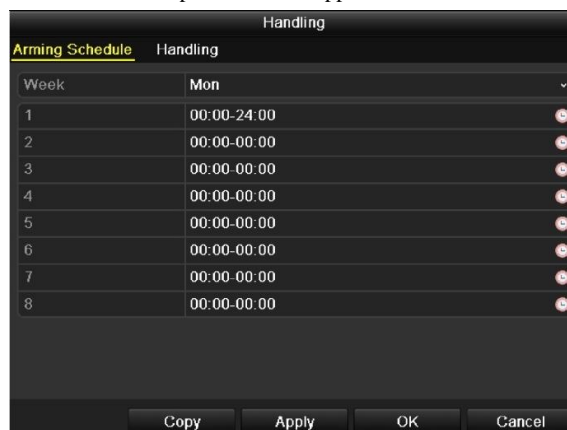 Handling
Arming Schedule Handling
Week Mon
1 00:00-24:00
2 00:00-00:00
3 00:00-00:00
4 00:00-00:00
5 00:00-00:00
6 00:00-00:00
7 00:00-00:00
8 00:00-00:00
Copy Apply OK Cancel